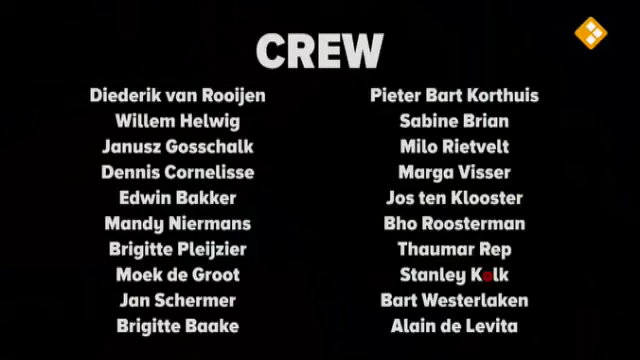 CREW
Diederik van Rooijen
Willem Helwig
Janusz Gosschalk
Dennis Cornelisse
Edwin Bakker
Mandy Niermans
Brigitte Pleijzier
Moek de Groot
Jan Schermer
Brigitte Baake
Pieter Bart Korthuis
Sabine Brian
Milo Rietvelt
Marga Visser
Jos ten Klooster
Bho Roosterman
Thaumar Rep
Stanley Kolk
Bart Westerlaken
Alain de Levita